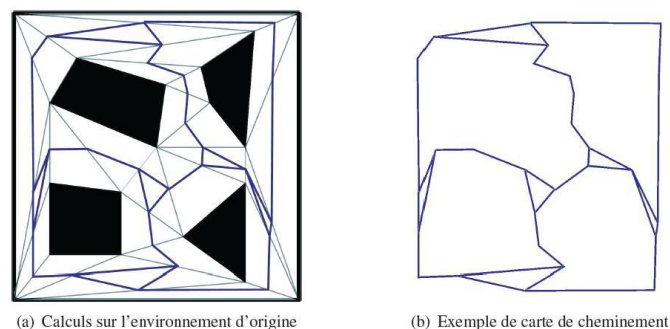 (a) Calculs sur l'environnement d'origine
(b) Exemple de carte de cheminement